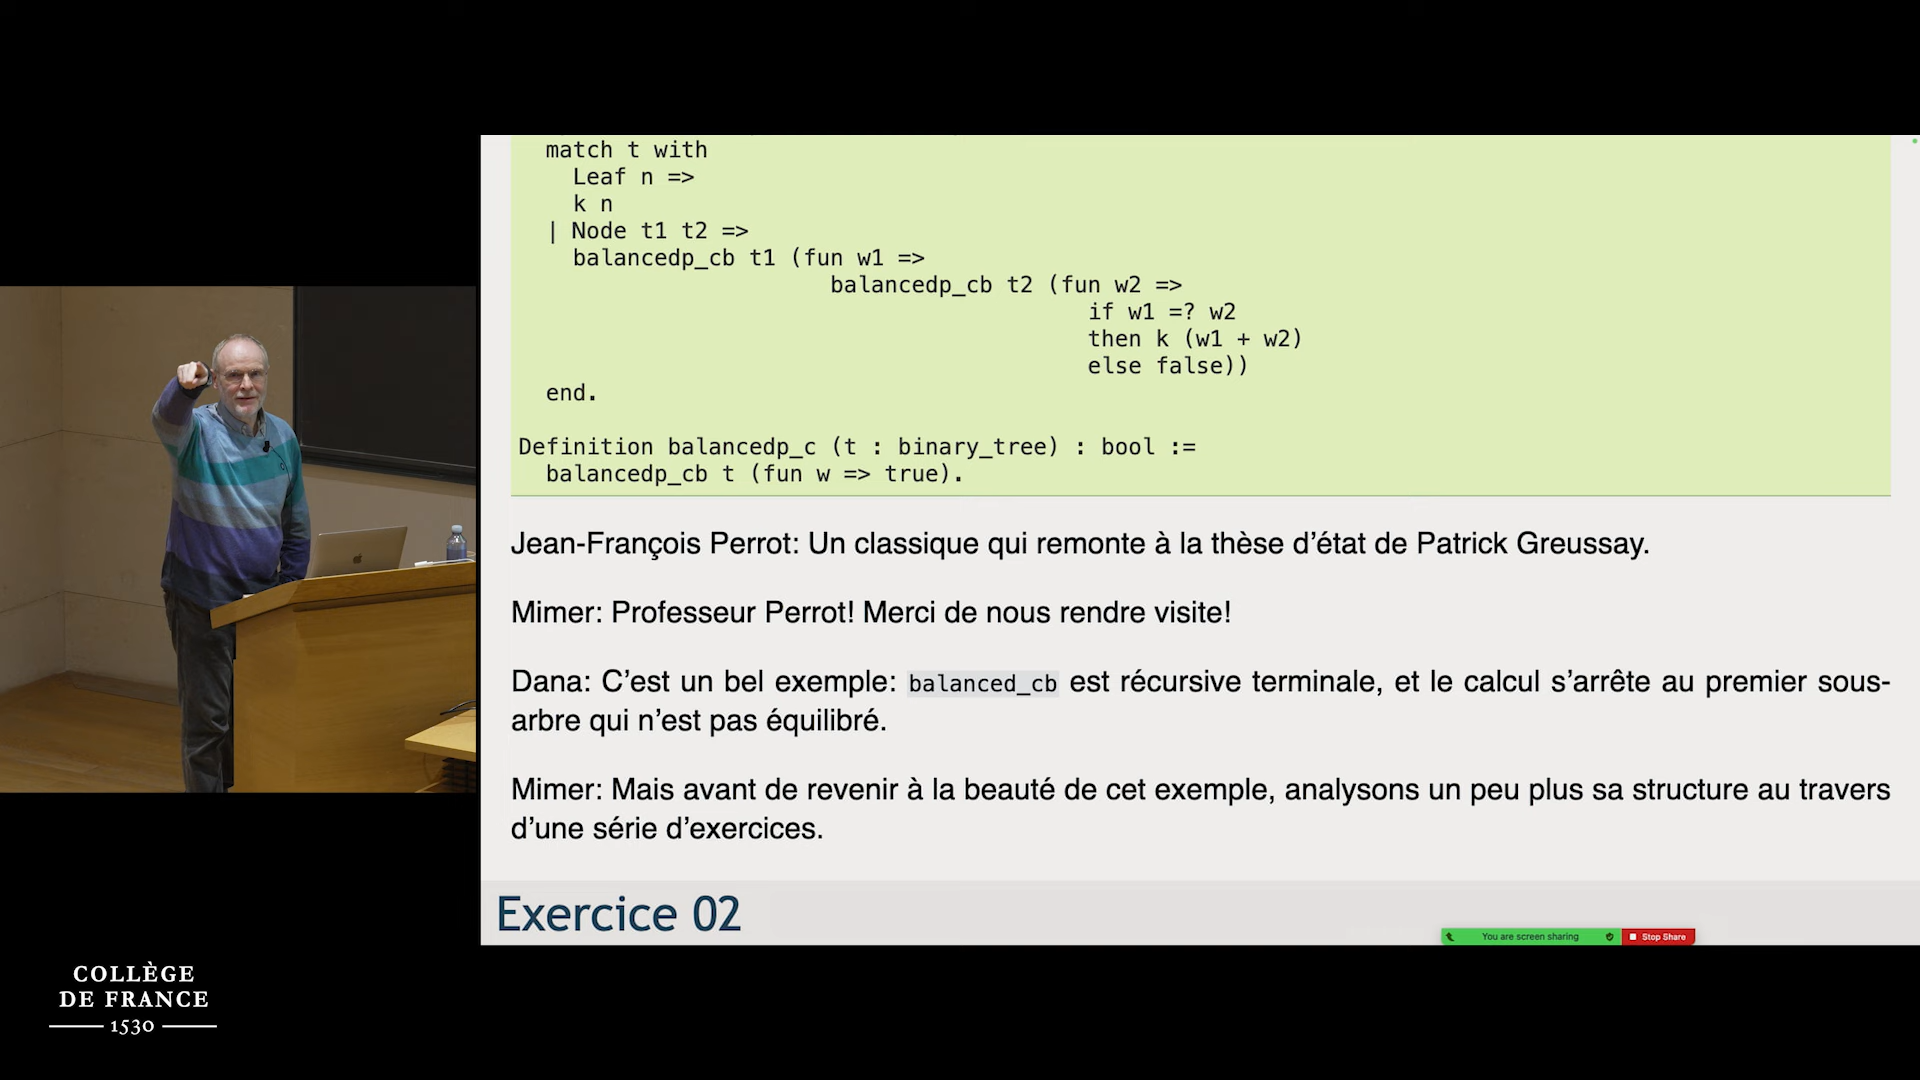 match t with
Leaf n =>
k n
| Node t1 t2 =>
balancedp_cb t1 (fun w1 =>
balancedp_cb t2 (fun w2 =>
if w1 =? w2
then k (w1 + w2)
else false))
end.
Definition balancedp_c (t : binary_tree) : bool :=
balancedp_cb t (fun w => true).
Jean-François Perrot: Un classique qui remonte à la thèse d’état de Patrick Greussay.
Mimer: Professeur Perrot! Merci de nous rendre visite!
Dana: C’est un bel exemple: balanced_cb est récursive terminale, et le calcul s’arrête au premier sous-
arbre qui n’est pas équilibré.
Mimer: Mais avant de revenir à la beauté de cet exemple, analysons un peu plus sa structure au travers
d’une série d’exercices.
Exercice 02
You are screen sharing
Stop Share
COLLÈGE
DE FRANCE
1530